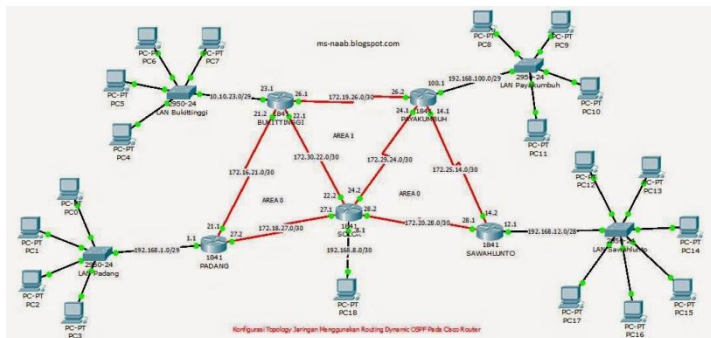 ms-naab.blogspot.com
PC-PT
PC6
PC-PT
PC7
PC-PT
PC5
PC-PT
PC4
2950-24
LAN Bukittinggi
10.10.23.0/29
23.1
26.1
21.2
22.1
BUKITTINGGI
172.19.26.0/30
26.2
100.1
24.1
14.1
PAYAKUMBUH
192.168.100.0/29
PC-PT
PC8
PC-PT
PC9
2950-24
LAN Payakumbuh
PC-PT
PC10
PC-PT
PC11
AREA 1
172.16.21.0/30
172.30.22.0/30
172.29.24.0/30
172.25.14.0/30
AREA 0
AREA 0
22.2
24.2
27.1
28.2
1841
172.18.27.0/30
172.20.28.0/30
192.168.8.0/30
PC-PT
PC18
21.1
27.2
1.1
1841
PADANG
192.168.1.0/29
2950-24
LAN Padang
PC-PT
PC0
PC-PT
PC1
PC-PT
PC2
PC-PT
PC3
14.2
28.1
12.1
1841
SAWAHLUNTO
192.168.12.0/28
2950-24
LAN Sawahlunto
PC-PT
PC12
PC-PT
PC13
PC-PT
PC14
PC-PT
PC15
PC-PT
PC16
PC-PT
PC17
Konfigurasi Topology Jaringan Menggunakan Routing Dynamic OSPF Pada Cisco Router